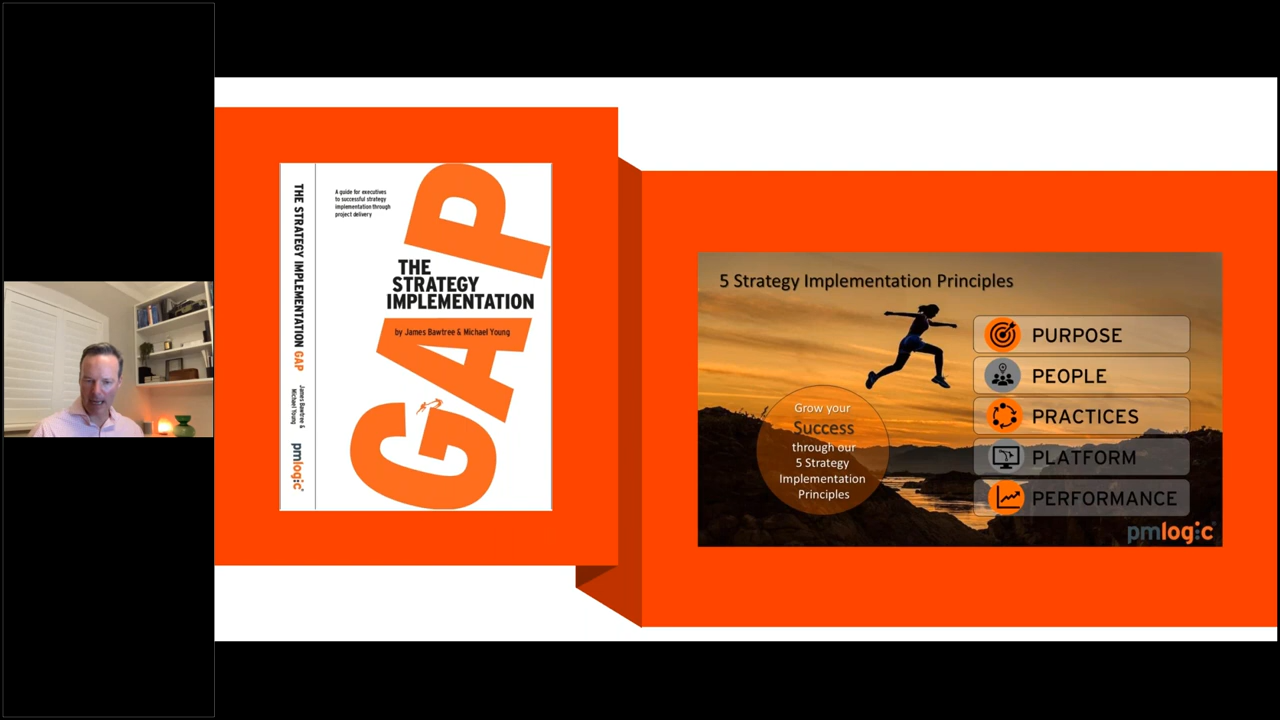 THE STRATEGY IMPLEMENTATION GAP
James Bawtree &
Michael Young
pmlogic
A guide for executives
to successful strategy
implementation through
project delivery
THE
STRATEGY
IMPLEMENTATION
GAP
by James Bawtree & Michael Young
5 Strategy Implementation Principles
Grow your
Success
through our
5 Strategy
Implementation
Principles
PURPOSE
PEOPLE
PRACTICES
PLATFORM
PERFORMANCE
pmlogic